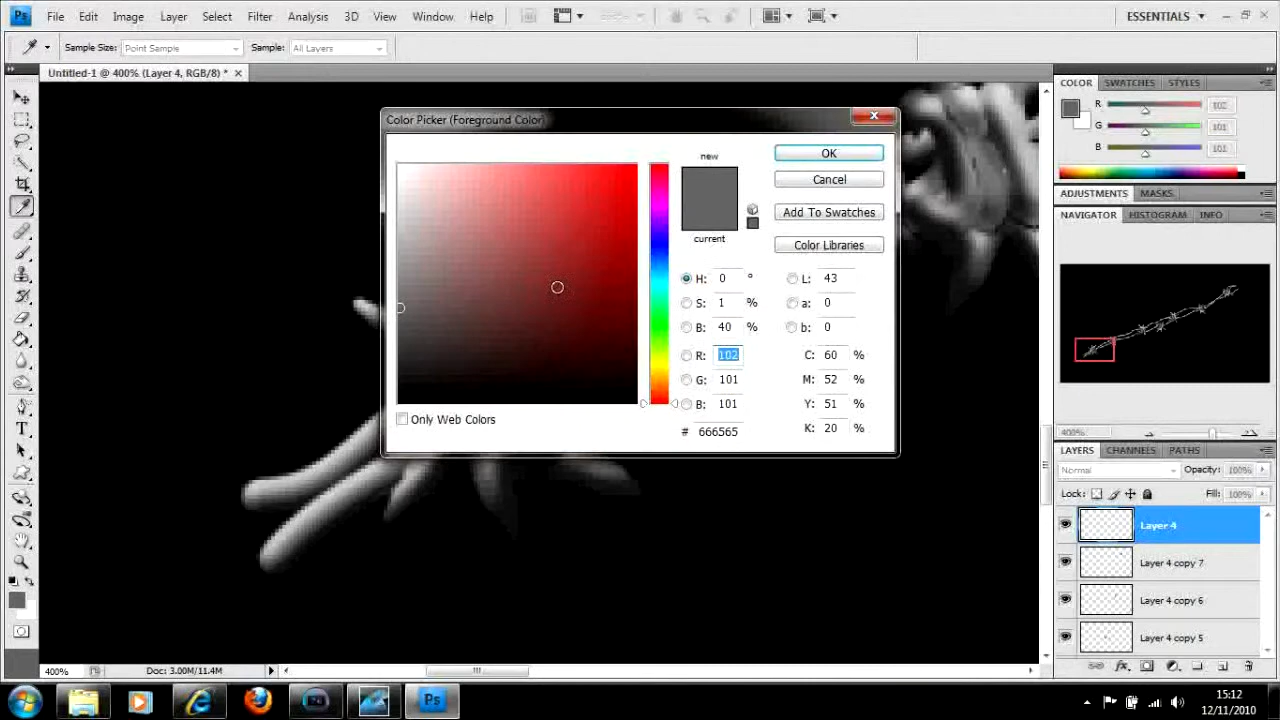 Ps File Edit Image Layer Select Filter Analysis 3D View Window Help ESSENTIALS
Sample Size: Point Sample Sample: All Layers
Untitled-1 @ 400% (Layer 4, RGB/8) *
COLOR SWATCHES STYLES
R 102
G 101
B 101
ADJUSTMENTS MASKS
NAVIGATOR HISTOGRAM INFO
400%
LAYERS CHANNELS PATHS
Normal Opacity: 100%
Lock: Fill: 100%
Layer 4
Layer 4 copy 7
Layer 4 copy 6
Layer 4 copy 5
Color Picker (Foreground Color)
new
current
OK
Cancel
Add To Swatches
Color Libraries
H: 0 ° L: 43
S: 1 % a: 0
B: 40 % b: 0
R: 102 C: 60 %
G: 101 M: 52 %
B: 101 Y: 51 %
# 666565 K: 20 %
Only Web Colors
T
400% Doc: 3.00M/11.4M
Ps
15:12
12/11/2010